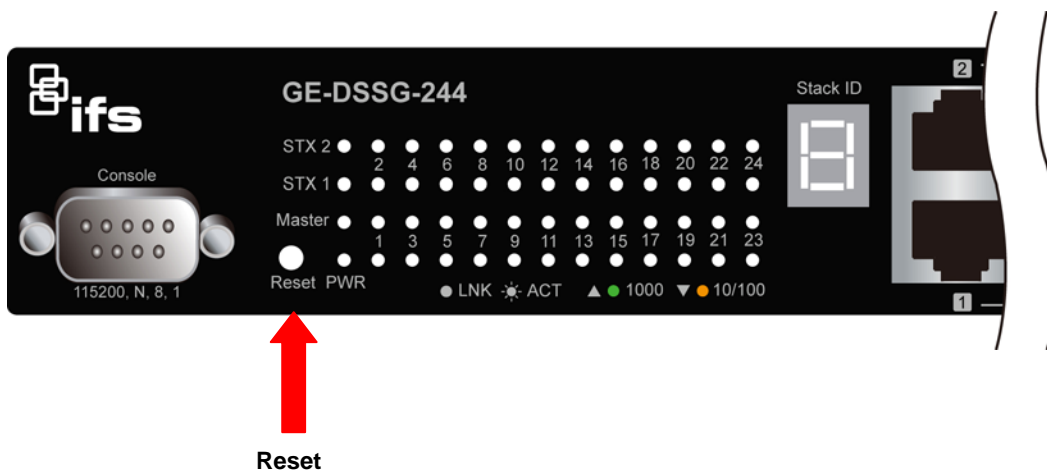 ifs
GE-DSSG-244
Stack ID
2
STX 2
2 4 6 8 10 12 14 16 18 20 22 24
STX 1
Console
Master
1 3 5 7 9 11 13 15 17 19 21 23
Reset PWR
115200, N, 8, 1
LNK ACT ▲ 1000 ▼ 10/100
1
Reset